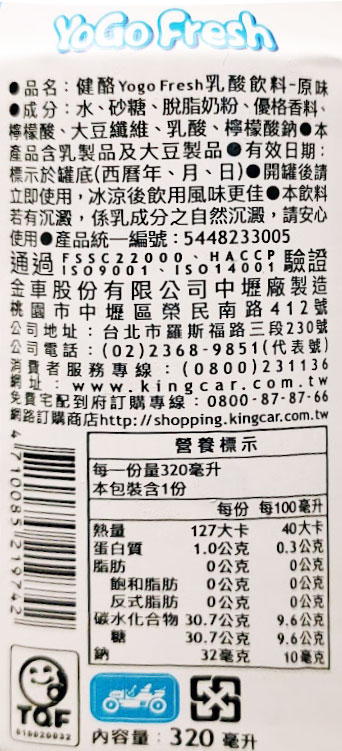 YoGo Fresh
●品名：健酪Yogo Fresh乳酸飲料-原味
●成分：水、砂糖、脫脂奶粉、優格香料、
檸檬酸、大豆纖維、乳酸、檸檬酸鈉●本
產品含乳製品及大豆製品●有效日期：
標示於罐底(西曆年、月、日)●開罐後請
立即使用，冰涼後飲用風味更佳●本飲料
若有沉澱，係乳成分之自然沉澱，請安心
使用●產品統一編號：5448233005
通過FSSC22000、HACCP
ISO9001、ISO14001驗證
金車股份有限公司中壢廠製造
桃園市中壢區榮民南路412號
公司地址：台北市羅斯福路三段230號
公司電話：(02)2368-9851(代表號)
消費者服務專線：(0800)231136
網址：www.kingcar.com.tw
免費宅配到府訂購專線：0800-87-87-66
網路訂購商店http://shopping.kingcar.com.tw
4710085219742
營養標示
每一份量320毫升
本包裝含1份
每份 每100毫升
熱量 127大卡 40大卡
蛋白質 1.0公克 0.3公克
脂肪 0公克 0公克
飽和脂肪 0公克 0公克
反式脂肪 0公克 0公克
碳水化合物 30.7公克 9.6公克
糖 30.7公克 9.6公克
鈉 32毫克 10毫克
TQF
內容量：320 毫升